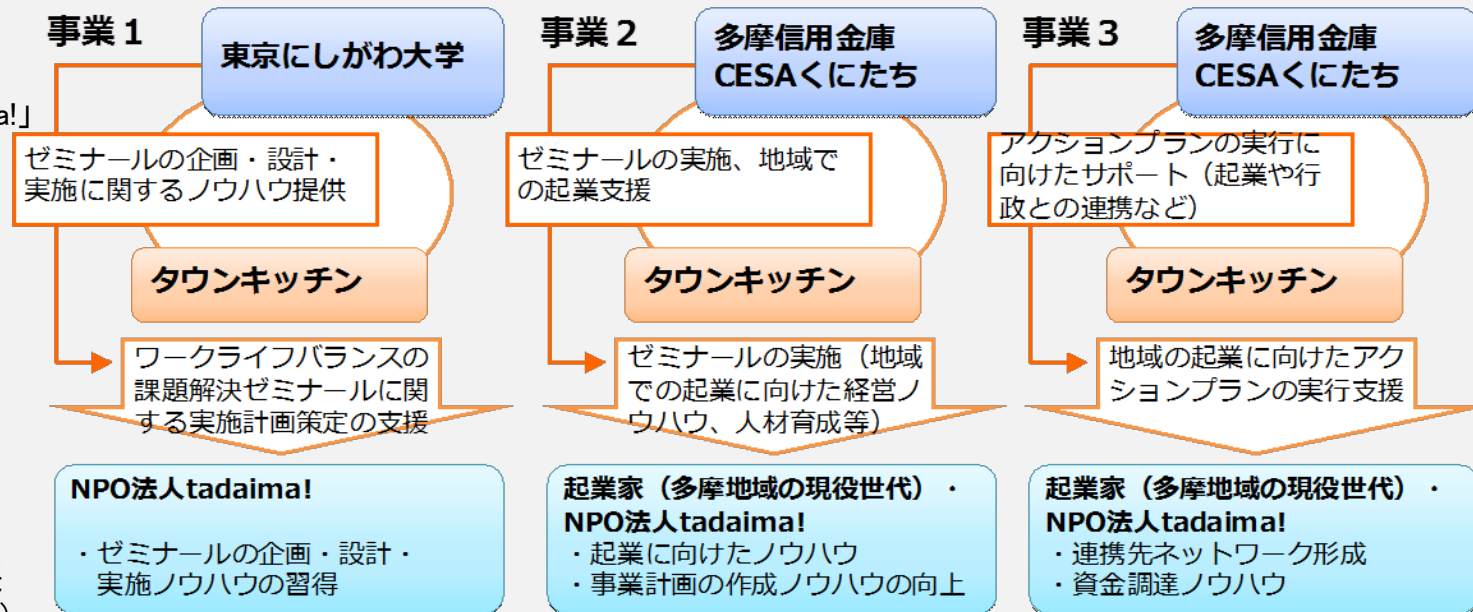 事業１
東京にしがわ大学
a!」
ゼミナールの企画・設計・
実施に関するノウハウ提供
タウンキッチン
ワークライフバランスの
課題解決ゼミナールに関
する実施計画策定の支援
NPO法人tadaima!
・ゼミナールの企画・設計・
実施ノウハウの習得
事業２
多摩信用金庫
CESAくにたち
ゼミナールの実施、地域で
の起業支援
タウンキッチン
ゼミナールの実施（地域
での起業に向けた経営ノ
ウハウ、人材育成等）
起業家（多摩地域の現役世代）・
NPO法人tadaima!
・起業に向けたノウハウ
・事業計画の作成ノウハウの向上
事業３
多摩信用金庫
CESAくにたち
アクションプランの実行に
向けたサポート（起業や行
政との連携など）
タウンキッチン
地域の起業に向けたアク
ションプランの実行支援
起業家（多摩地域の現役世代）・
NPO法人tadaima!
・連携先ネットワーク形成
・資金調達ノウハウ